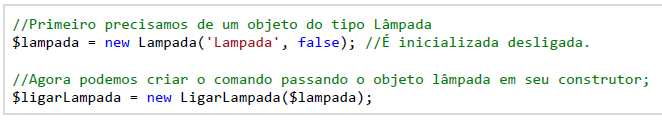 //Primeiro precisamos de um objeto do tipo Lâmpada
$lampada = new Lampada('Lampada', false); //É inicializada desligada.
//Agora podemos criar o comando passando o objeto lâmpada em seu construtor;
$ligarLampada = new LigarLampada($lampada);